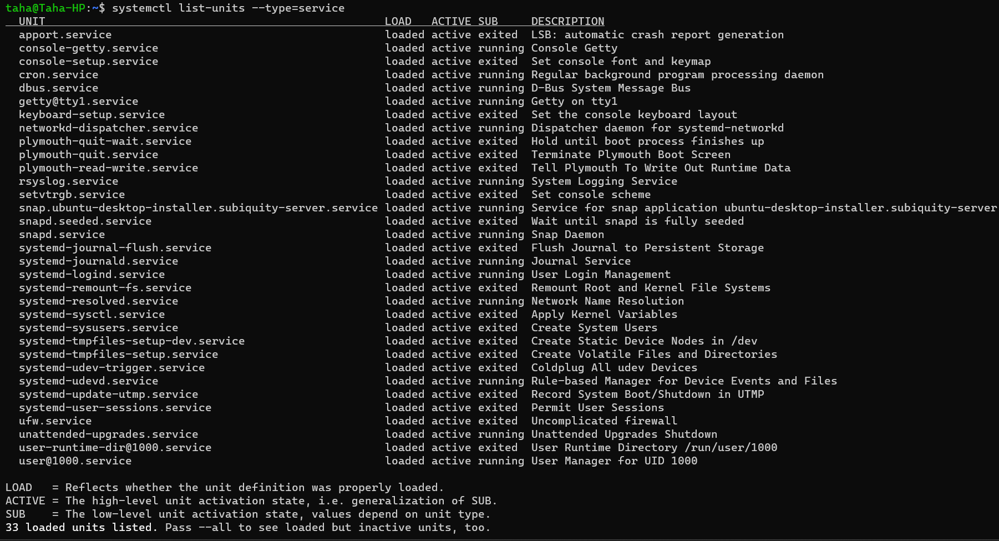 taha@Taha-HP:~$ systemctl list-units --type=service
  UNIT                                                   LOAD   ACTIVE SUB     DESCRIPTION
  apport.service                                         loaded active exited  LSB: automatic crash report generation
  console-getty.service                                  loaded active running Console Getty
  console-setup.service                                  loaded active exited  Set console font and keymap
  cron.service                                           loaded active running Regular background program processing daemon
  dbus.service                                           loaded active running D-Bus System Message Bus
  getty@tty1.service                                     loaded active running Getty on tty1
  keyboard-setup.service                                 loaded active exited  Set the console keyboard layout
  networkd-dispatcher.service                            loaded active running Dispatcher daemon for systemd-networkd
  plymouth-quit-wait.service                             loaded active exited  Hold until boot process finishes up
  plymouth-quit.service                                  loaded active exited  Terminate Plymouth Boot Screen
  plymouth-read-write.service                            loaded active exited  Tell Plymouth To Write Out Runtime Data
  rsyslog.service                                        loaded active running System Logging Service
  setvtrgb.service                                       loaded active exited  Set console scheme
  snap.ubuntu-desktop-installer.subiquity-server.service loaded active running Service for snap application ubuntu-desktop-installer.subiquity-server
  snapd.seeded.service                                   loaded active exited  Wait until snapd is fully seeded
  snapd.service                                          loaded active running Snap Daemon
  systemd-journal-flush.service                          loaded active exited  Flush Journal to Persistent Storage
  systemd-journald.service                               loaded active running Journal Service
  systemd-logind.service                                 loaded active running User Login Management
  systemd-remount-fs.service                             loaded active exited  Remount Root and Kernel File Systems
  systemd-resolved.service                               loaded active running Network Name Resolution
  systemd-sysctl.service                                 loaded active exited  Apply Kernel Variables
  systemd-sysusers.service                               loaded active exited  Create System Users
  systemd-tmpfiles-setup-dev.service                     loaded active exited  Create Static Device Nodes in /dev
  systemd-tmpfiles-setup.service                         loaded active exited  Create Volatile Files and Directories
  systemd-udev-trigger.service                           loaded active exited  Coldplug All udev Devices
  systemd-udevd.service                                  loaded active running Rule-based Manager for Device Events and Files
  systemd-update-utmp.service                            loaded active exited  Record System Boot/Shutdown in UTMP
  systemd-user-sessions.service                          loaded active exited  Permit User Sessions
  ufw.service                                            loaded active exited  Uncomplicated firewall
  unattended-upgrades.service                            loaded active running Unattended Upgrades Shutdown
  user-runtime-dir@1000.service                          loaded active exited  User Runtime Directory /run/user/1000
  user@1000.service                                      loaded active running User Manager for UID 1000

LOAD   = Reflects whether the unit definition was properly loaded.
ACTIVE = The high-level unit activation state, i.e. generalization of SUB.
SUB    = The low-level unit activation state, values depend on unit type.
33 loaded units listed. Pass --all to see loaded but inactive units, too.